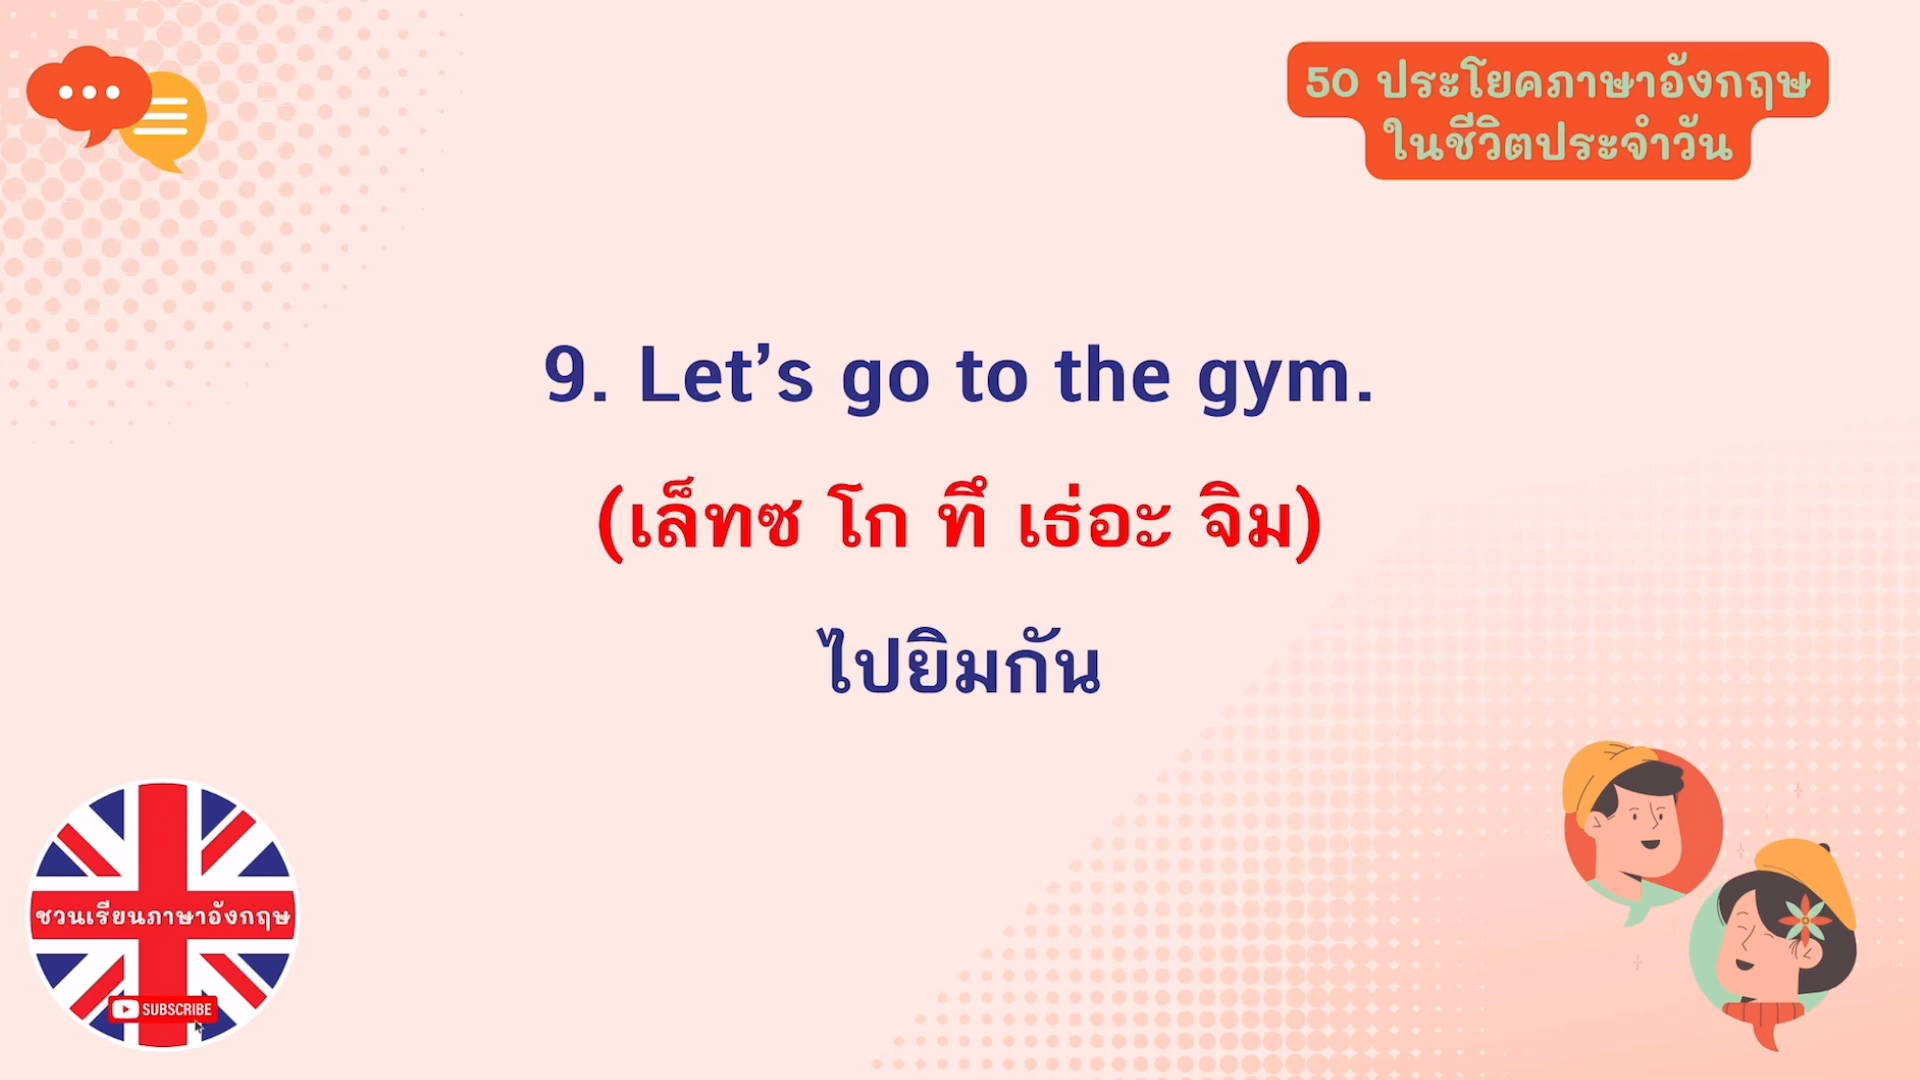 50 ประโยคภาษาอังกฤษ
ในชีวิตประจำวัน
9. Let’s go to the gym.
(เล็ทซ โก ทึ เธ่อะ จิม)
ไปยิมกัน
ชวนเรียนภาษาอังกฤษ
SUBSCRIBE